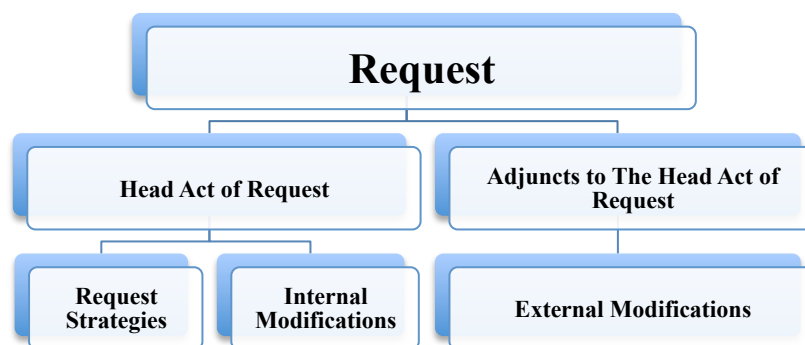 Request
Head Act of Request
Adjuncts to The Head Act of
Request
Request
Strategies
Internal
Modifications
External Modifications